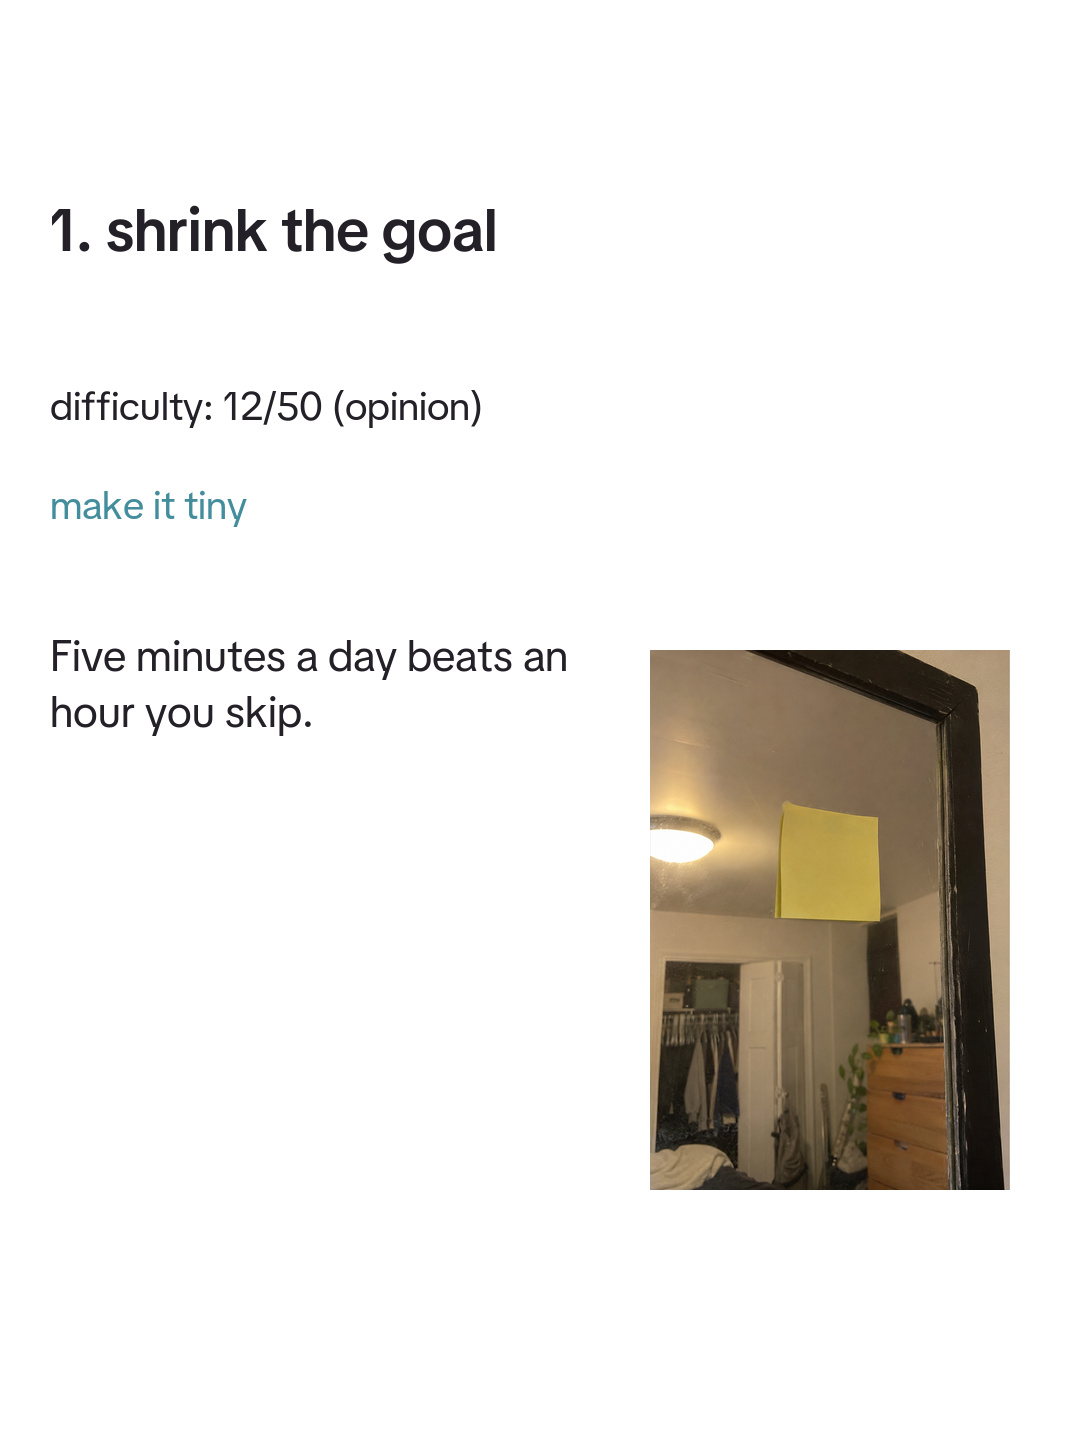 1. shrink the goal
difficulty: 12/50 (opinion)
make it tiny
Five minutes a day beats an
hour you skip.